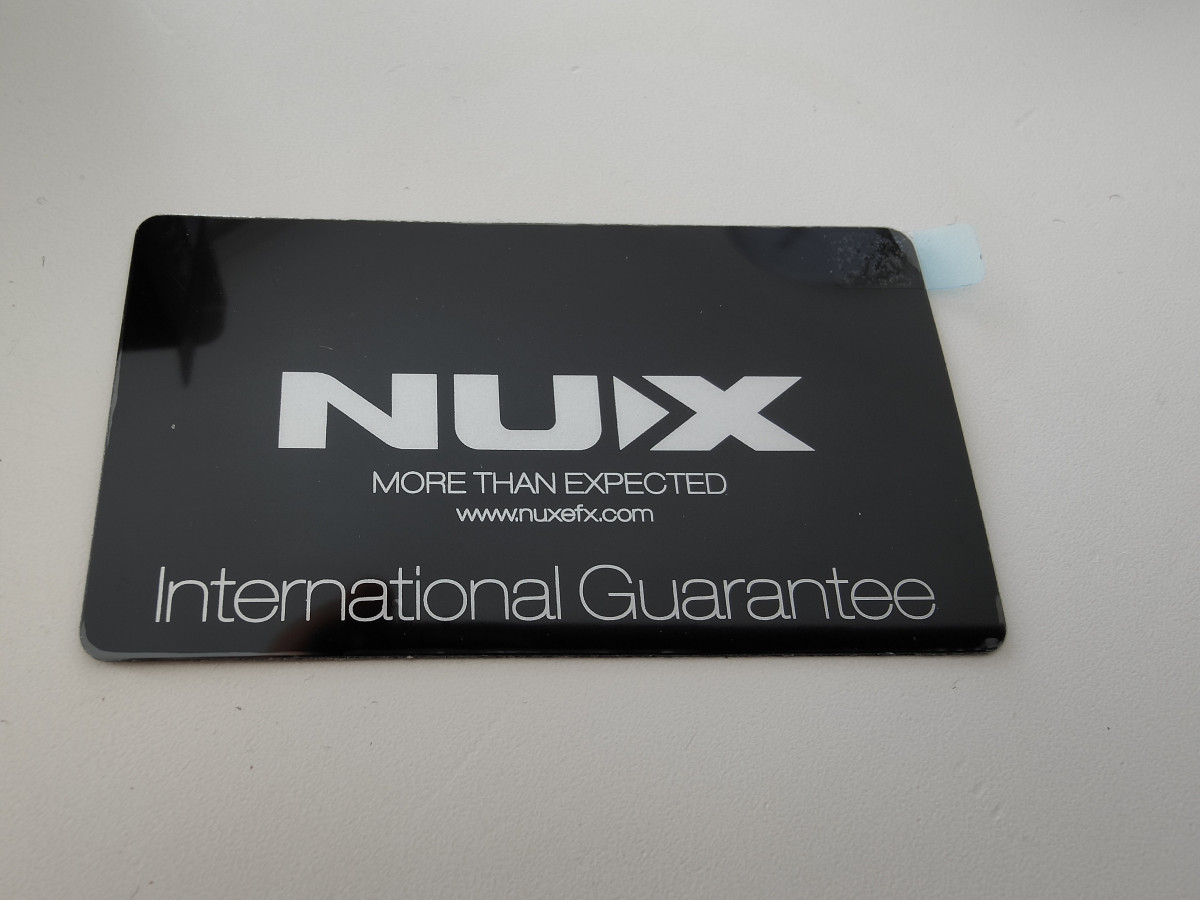 NUX
MORE THAN EXPECTED
www.nuxefx.com
International Guarantee